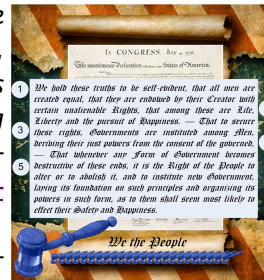 In CONGRESS, July 4, 1776.
The unanimous Declaration of the thirteen united States of America,
We hold these truths to be self-evident, that all men are
1
created equal, that they are endowed by their Creator with
certain unalienable Rights, that among these are Life,
Liberty and the pursuit of Happiness. — That to secure
3
these rights, Governments are instituted among Men,
deriving their just powers from the consent of the governed,
— That whenever any Form of Government becomes
5
destructive of these ends, it is the Right of the People to
alter or to abolish it, and to institute new Government,
laying its foundation on such principles and organizing its
powers in such form, as to them shall seem most likely to
effect their Safety and Happiness.
We the People